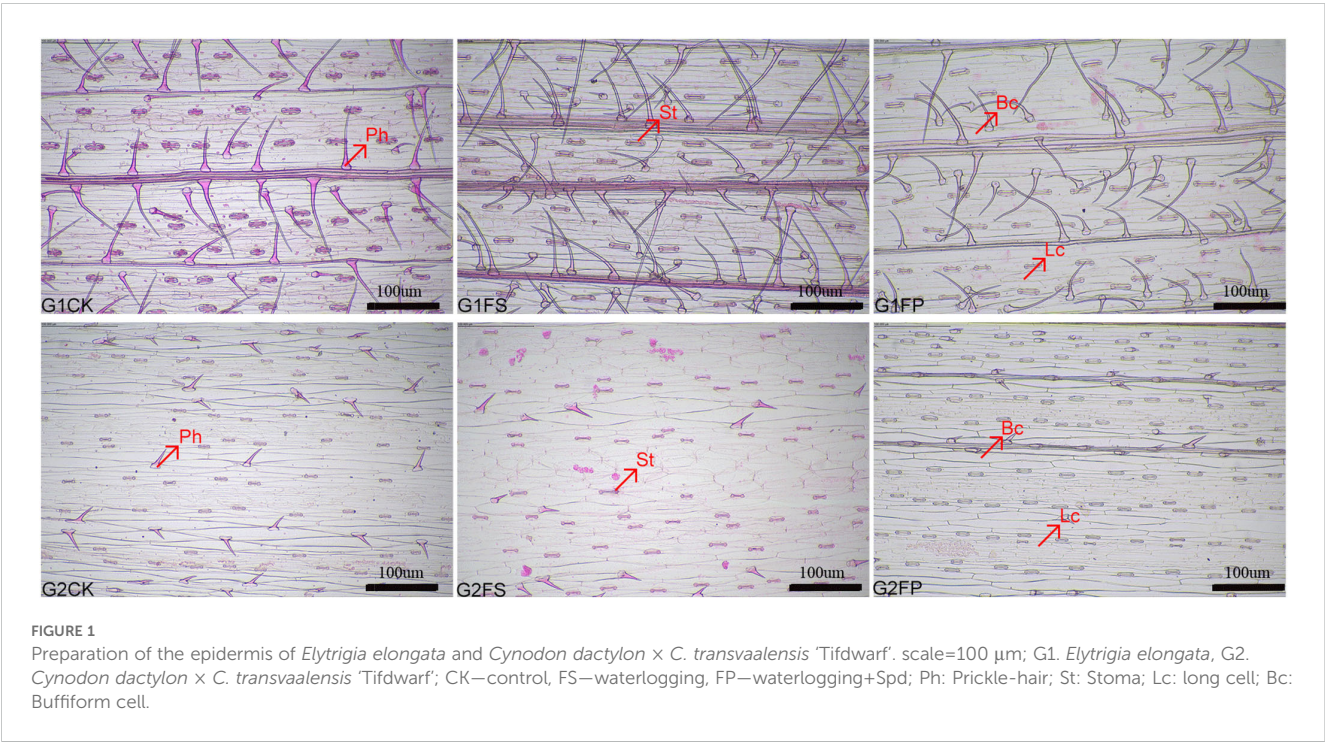 Ph
100um
G1CK
St
100um
G1FS
Bc
Lc
100um
G1FP
Ph
100um
G2CK
St
100um
G2FS
Bc
Lc
100um
G2FP
FIGURE 1
Preparation of the epidermis of Elytrigia elongata and Cynodon dactylon × C. transvaalensis ‘Tifdwarf’. scale=100 μm; G1. Elytrigia elongata, G2.
Cynodon dactylon × C. transvaalensis ‘Tifdwarf’; CK—control, FS—waterlogging, FP—waterlogging+Spd; Ph: Prickle-hair; St: Stoma; Lc: long cell; Bc:
Buffiform cell.